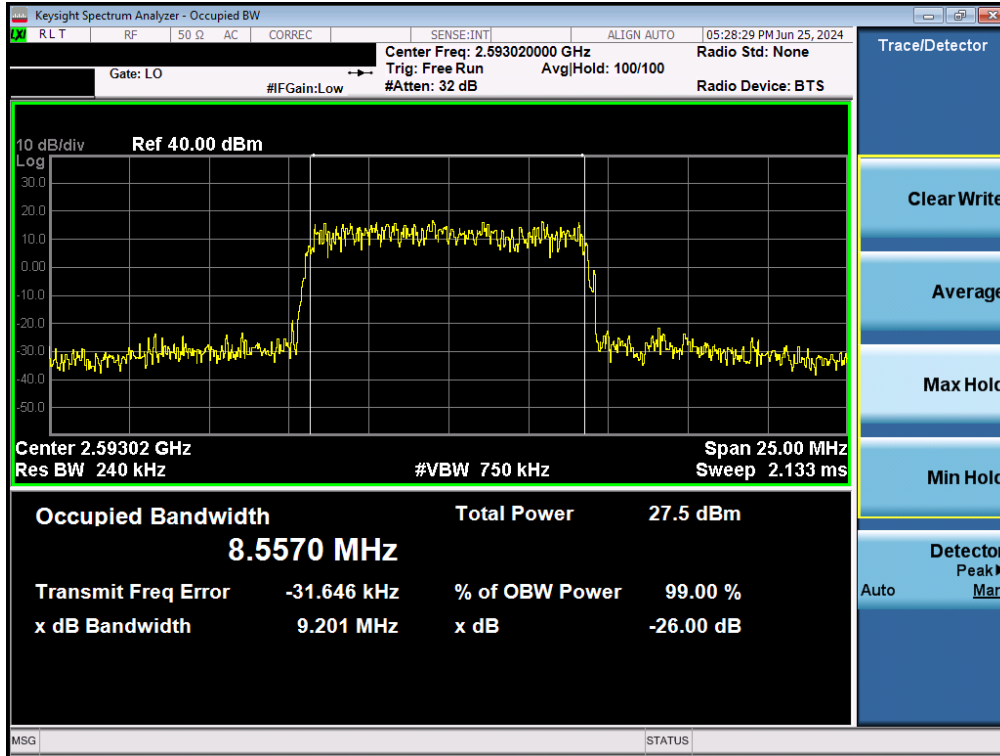 Keysight Spectrum Analyzer - Occupied BW
LXI RLT RF 50 Ω AC CORREC SENSE:INT ALIGN AUTO 05:28:29 PM Jun 25, 2024
Center Freq: 2.593020000 GHz Radio Std: None
Gate: LO Trig: Free Run Avg|Hold: 100/100
#IFGain:Low #Atten: 32 dB Radio Device: BTS
10 dB/div Ref 40.00 dBm
Log
30.0
20.0
10.0
0.00
-10.0
-20.0
-30.0
-40.0
-50.0
Center 2.59302 GHz Span 25.00 MHz
Res BW 240 kHz #VBW 750 kHz Sweep 2.133 ms
Occupied Bandwidth Total Power 27.5 dBm
8.5570 MHz
Transmit Freq Error -31.646 kHz % of OBW Power 99.00 %
x dB Bandwidth 9.201 MHz x dB -26.00 dB
MSG STATUS
Trace/Detector
Clear Write
Average
Max Hold
Min Hold
Detector
Peak
Auto Man